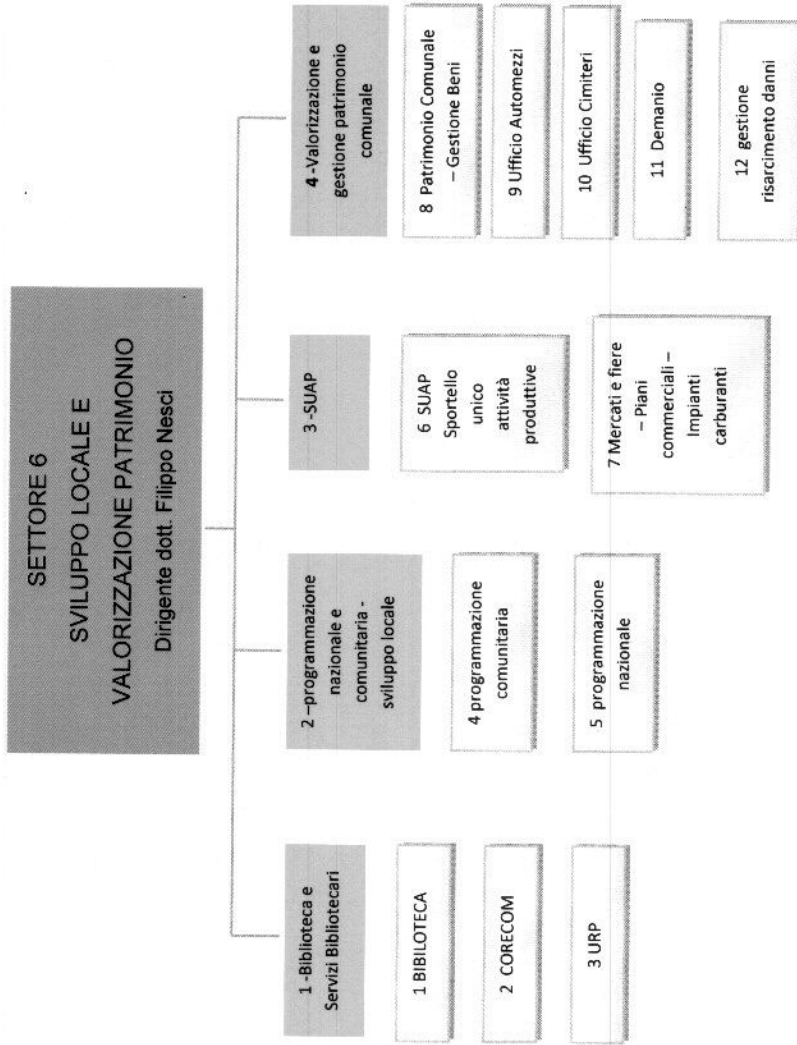 SETTORE 6
SVILUPPO LOCALE E
VALORIZZAZIONE PATRIMONIO
Dirigente dott. Filippo Nesci
1 -Biblioteca e
Servizi Bibliotecari
1 BIBILOTECA
2 CORECOM
3 URP
2 –programmazione
nazionale e
comunitaria -
sviluppo locale
4 programmazione
comunitaria
5 programmazione
nazionale
3 -SUAP
6 SUAP
Sportello
unico
attività
produttive
7 Mercati e fiere
– Piani
commerciali –
Impianti
carburanti
4 -Valorizzazione e
gestione patrimonio
comunale
8 Patrimonio Comunale
– Gestione Beni
9 Ufficio Automezzi
10 Ufficio Cimiteri
11 Demanio
12 gestione
risarcimento danni